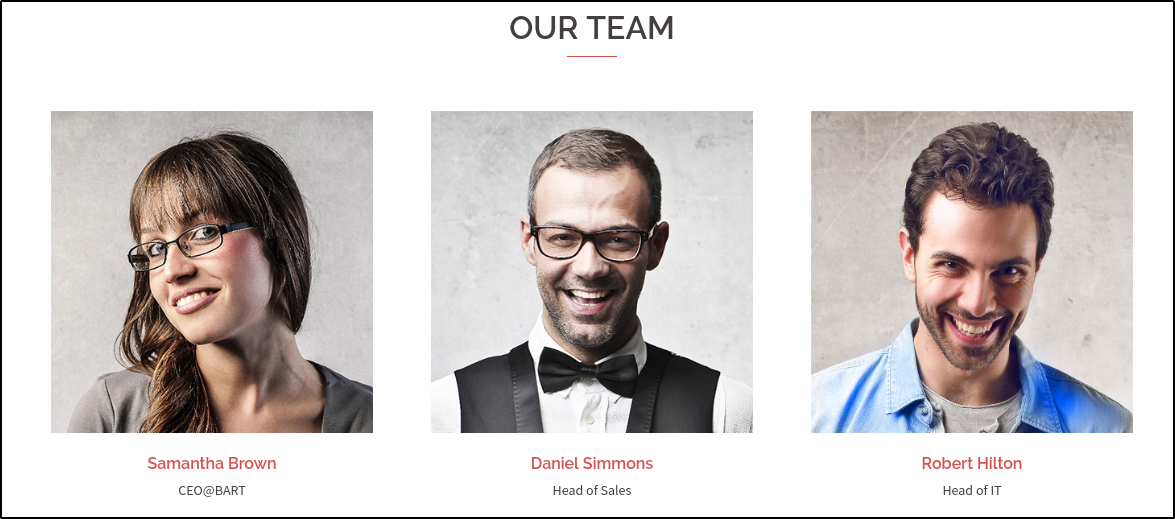 OUR TEAM
Samantha Brown
Daniel Simmons
Robert Hilton
CEO@BART
Head of Sales
Head of IT